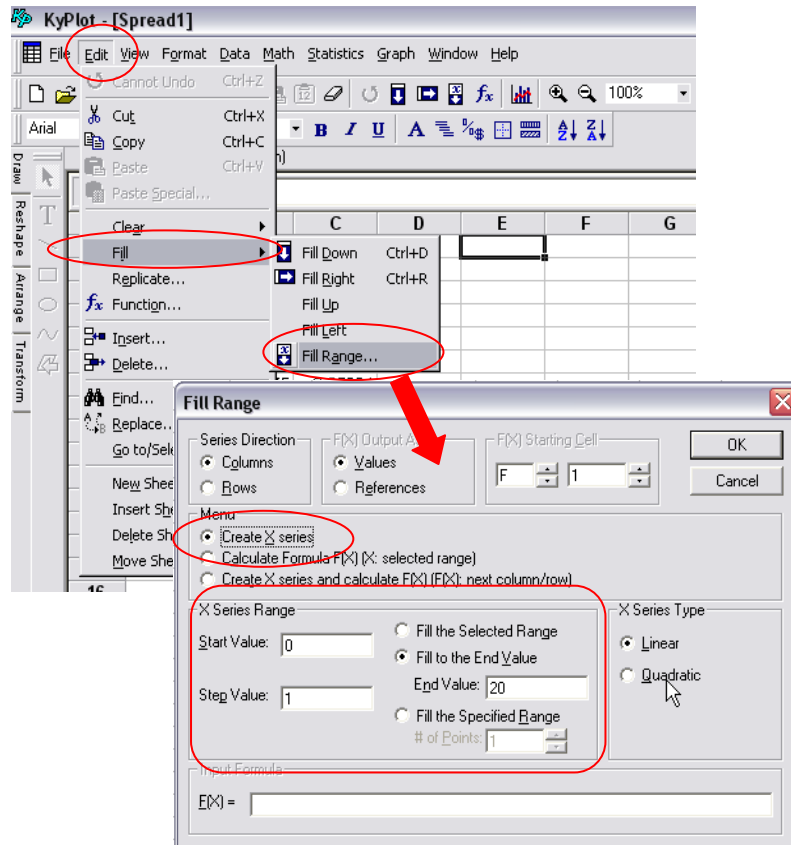 KyPlot - [Spread1]
File Edit View Format Data Math Statistics Graph Window Help
Cannot Undo Ctrl+Z
100%
Cut Ctrl+X
Arial
B I U A
Copy Ctrl+C
Paste Ctrl+V
Paste Special...
Draw
Reshape
Arrange
Transform
Clear
C D E F G
Fill
Fill Down Ctrl+D
Replicate...
Fill Right Ctrl+R
Function...
Fill Up
Fill Left
Insert...
Fill Range...
Delete...
Find...
Replace...
Go to/Sele
New Shee
Insert She
Delete Sh
Move She
16
Fill Range
Series Direction
Columns
Rows
F(X) Output
Values
References
F(X) Starting Cell
F 1
OK
Cancel
Menu
Create X series
Calculate Formula F(X) (X: selected range)
Create X series and calculate F(X) (F(X): next column/row)
X Series Range
Start Value: 0
Step Value: 1
Fill the Selected Range
Fill to the End Value
End Value: 20
Fill the Specified Range
# of Points: 1
X Series Type
Linear
Quadratic
Input Formula
F(X) =